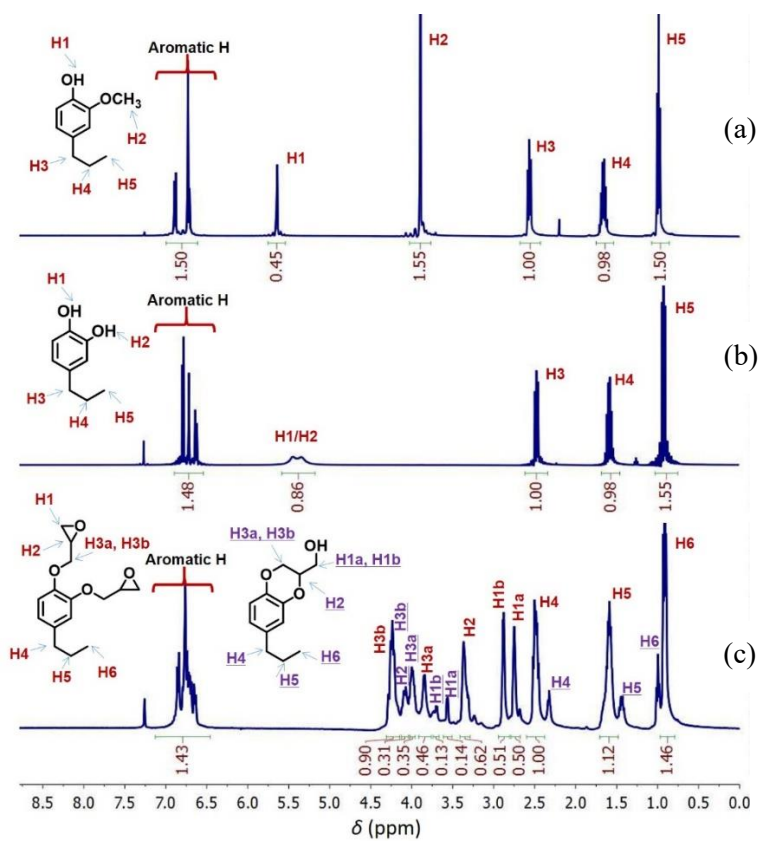 H1
OH
OCH3
H2
H3
H4
H5
Aromatic H
H1
H2
H3
H4
H5
(a)
1.50
0.45
1.55
1.00
0.98
1.50
H1
OH
OH
H2
H3
H4
H5
Aromatic H
H1/H2
H3
H4
H5
(b)
1.48
0.86
1.00
0.98
1.55
H1
O
H2
H3a, H3b
O
O
O
H4
H5
H6
Aromatic H
H3a, H3b
OH
H1a, H1b
O
O
H2
H4
H5
H6
H3b
H3b
H2
H3a
H3a
H1b
H1a
H2
H1b
H1a
H4
H4
H5
H5
H6
H6
(c)
1.43
0.90
0.31
0.35
0.46
0.13
0.14
0.62
0.51
0.50
1.00
1.12
1.46
8.5 8.0 7.5 7.0 6.5 6.0 5.5 5.0 4.5 4.0 3.5 3.0 2.5 2.0 1.5 1.0 0.5 0.0
δ (ppm)